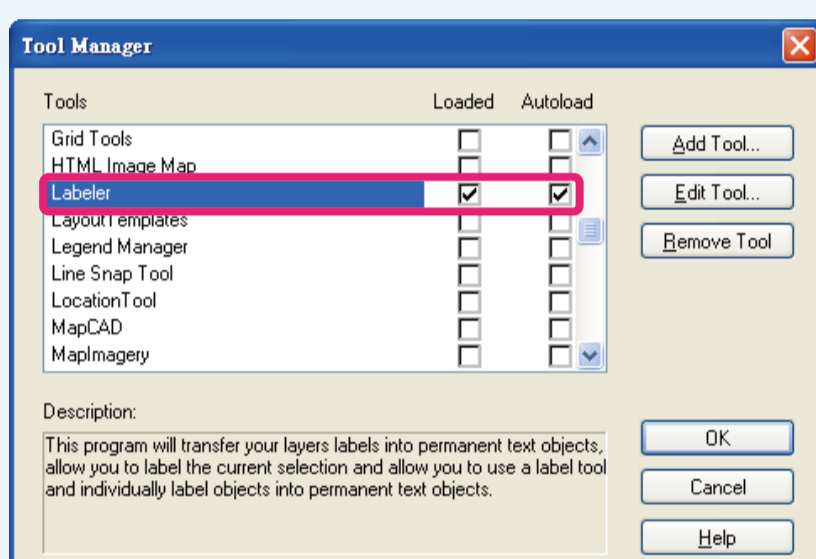 Tool Manager
Tools Loaded Autoload
Grid Tools
HTML Image Map
Labeler
LayoutTemplates
Legend Manager
Line Snap Tool
LocationTool
MapCAD
MapImagery
Add Tool...
Edit Tool...
Remove Tool
Description:
This program will transfer your layers labels into permanent text objects,
allow you to label the current selection and allow you to use a label tool
and individually label objects into permanent text objects.
OK
Cancel
Help